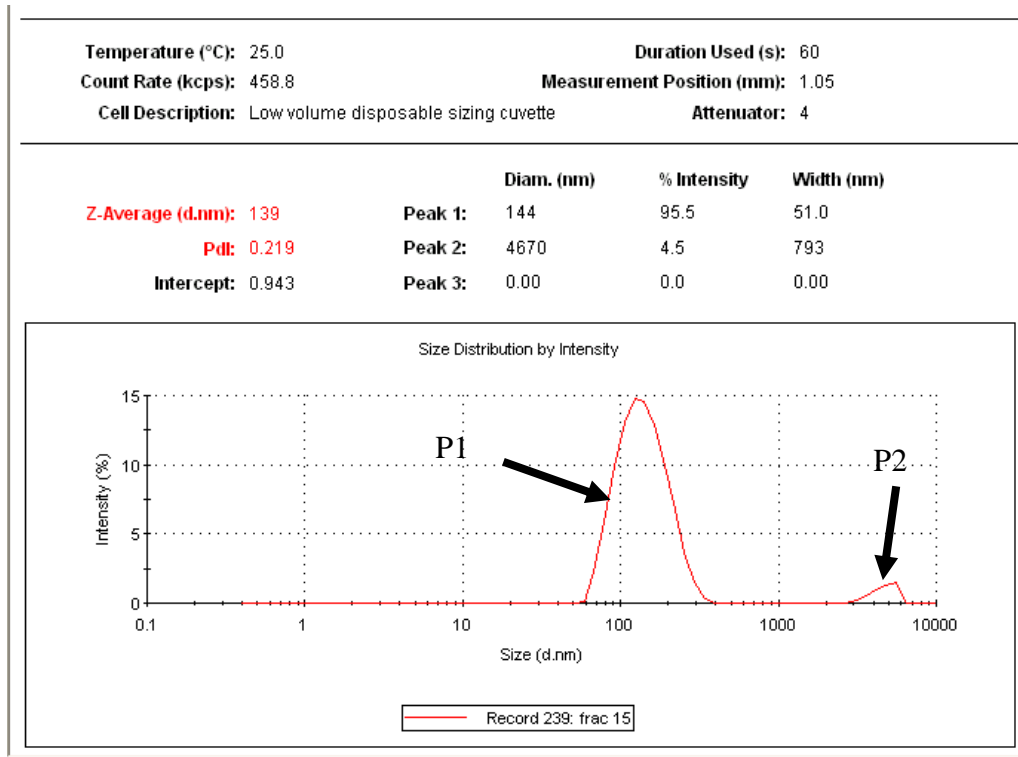 Temperature (°C): 25.0 Duration Used (s): 60
Count Rate (kcps): 458.8 Measurement Position (mm): 1.05
Cell Description: Low volume disposable sizing cuvette Attenuator: 4
Diam. (nm) % Intensity Width (nm)
Z-Average (d.nm): 139 Peak 1: 144 95.5 51.0
PdI: 0.219 Peak 2: 4670 4.5 793
Intercept: 0.943 Peak 3: 0.00 0.0 0.00
Size Distribution by Intensity
15
P1
P2
10
Intensity (%)
5
0
0.1 1 10 100 1000 10000
Size (d.nm)
Record 239: frac 15